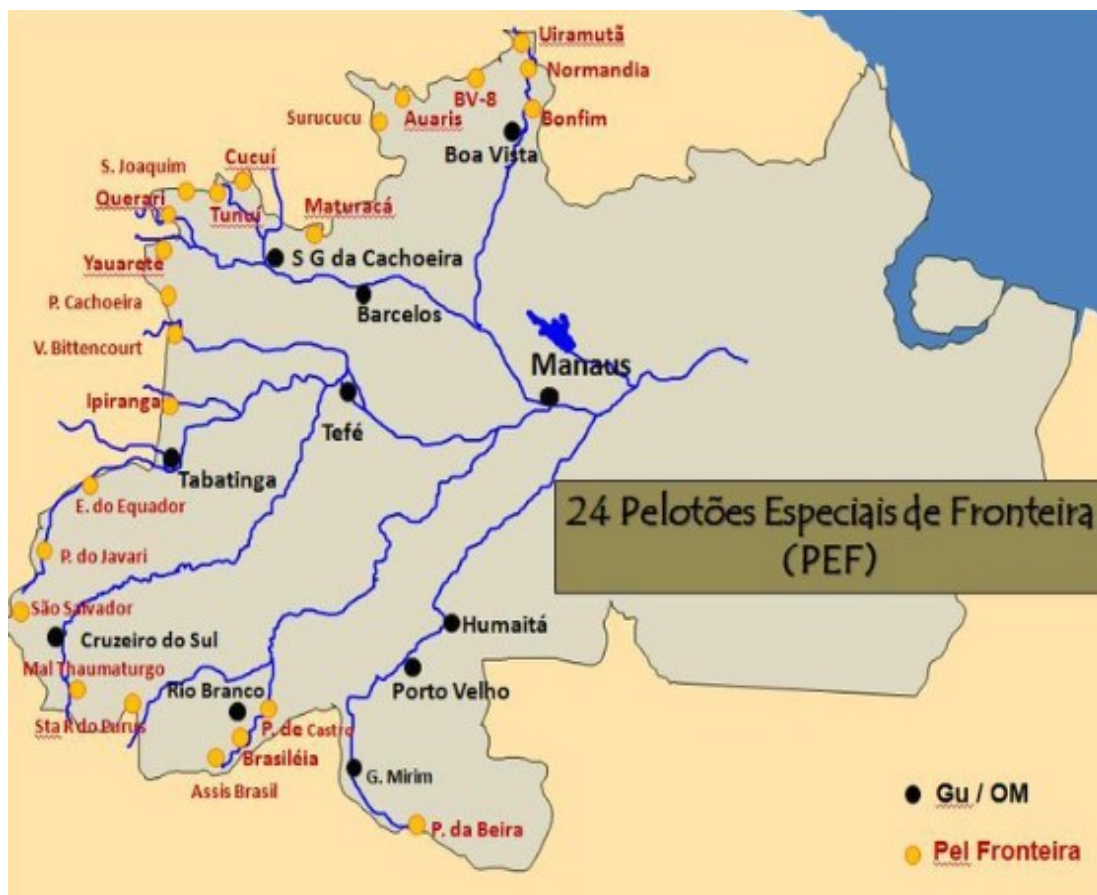 Uiramutã
Normandia
BV-8
Auaris
Bonfim
Surucucu
Boa Vista
Cucuí
S. Joaquim
Querari
Tunuí
Maturacá
S G da Cachoeira
Yauarete
P. Cachoeira
Barcelos
V. Bittencourt
Manaus
Ipiranga
Tefé
Tabatinga
E. do Equador
24 Pelotões Especiais de Fronteira
(PEF)
P. do Javari
São Salvador
Cruzeiro do Sul
Humaitá
Mal Thaumaturgo
Rio Branco
Porto Velho
Sta R do Purus
P. de Castro
Brasiléia
Assis Brasil
G. Mirim
P. da Beira
Gu / OM
Pel Fronteira